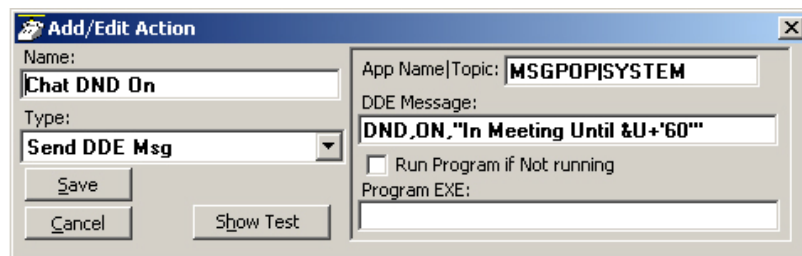 Add/Edit Action
Name:
Chat DND On
Type:
Send DDE Msg
Save
Cancel
Show Test
App Name|Topic: MSGPOP|SYSTEM
DDE Message:
DND,ON,"In Meeting Until &U+'60'"
Run Program if Not running
Program EXE: